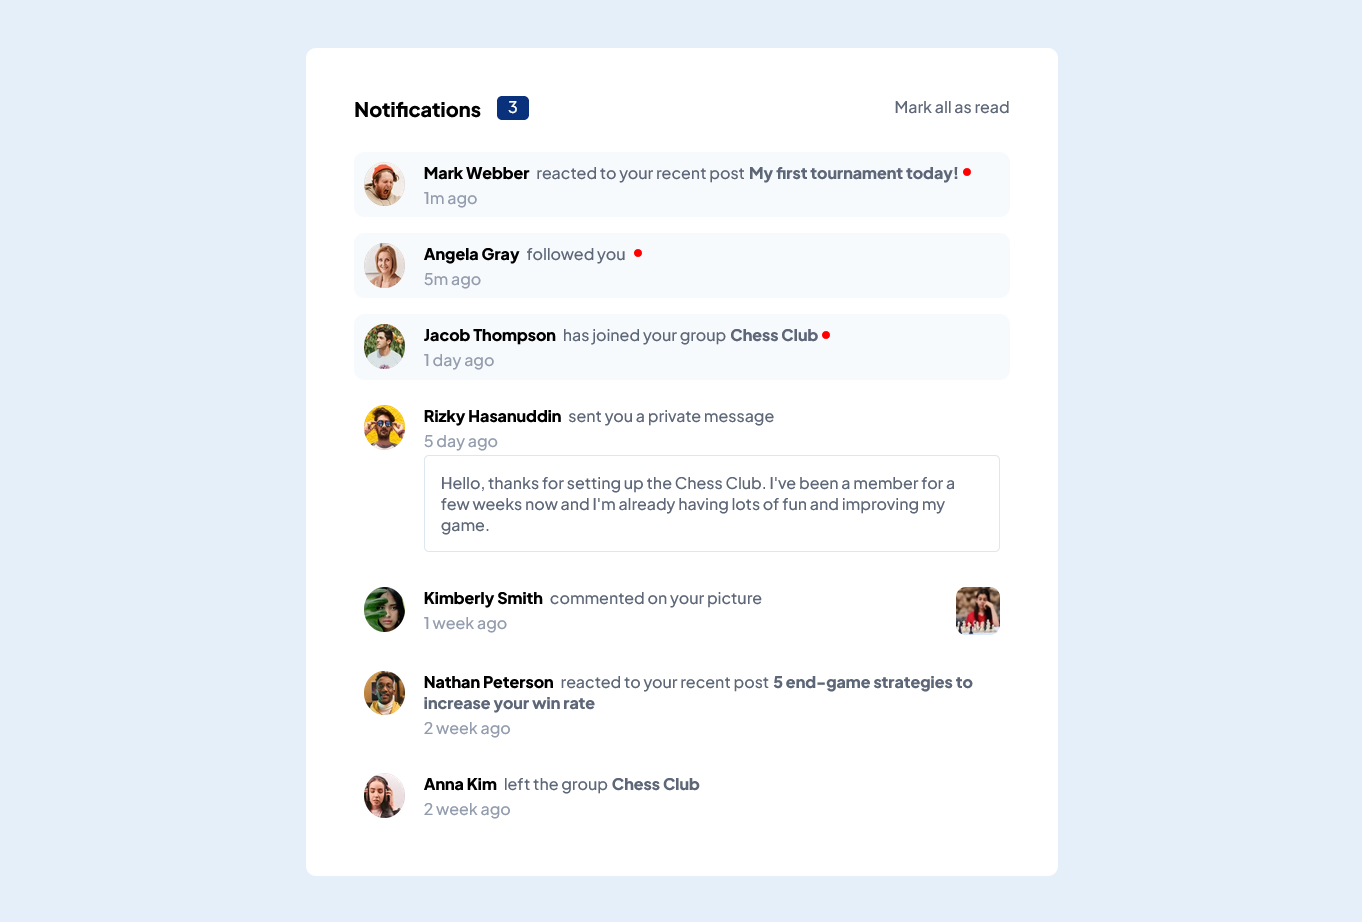 Notifications 3 Mark all as read
Mark Webber reacted to your recent post My first tournament today!
1m ago
Angela Gray followed you
5m ago
Jacob Thompson has joined your group Chess Club
1 day ago
Rizky Hasanuddin sent you a private message
5 day ago
Hello, thanks for setting up the Chess Club. I've been a member for a
few weeks now and I'm already having lots of fun and improving my
game.
Kimberly Smith commented on your picture
1 week ago
Nathan Peterson reacted to your recent post 5 end-game strategies to
increase your win rate
2 week ago
Anna Kim left the group Chess Club
2 week ago